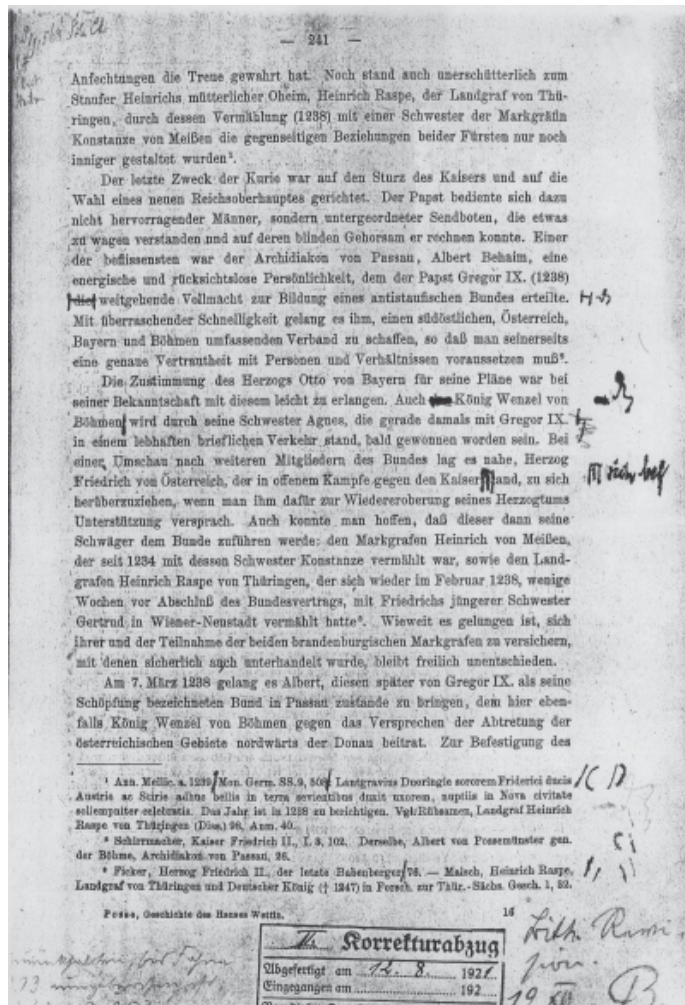 — 241 —
Anfechtungen die Treue gewahrt hat. Noch stand auch unerschütterlich zum
Staufer Heinrichs mütterlicher Oheim, Heinrich Raspe, der Landgraf von Thü-
ringen, durch dessen Vermählung (1238) mit einer Schwester der Markgräfin
Konstanze von Meißen die gegenseitigen Beziehungen beider Fürsten nur noch
inniger gestaltet wurden¹.
Der letzte Zweck der Kurie war auf den Sturz des Kaisers und auf die
Wahl eines neuen Reichsoberhauptes gerichtet. Der Papst bediente sich dazu
nicht hervorragender Männer, sondern untergeordneter Sendboten, die etwas
zu wagen verstanden und auf deren blinden Gehorsam er rechnen konnte. Einer
der beflissensten war der Archidiakon von Passau, Albert Behaim, eine
energische und rücksichtslose Persönlichkeit, dem der Papst Gregor IX. (1238)
die weitgehende Vollmacht zur Bildung eines antistaufischen Bundes erteilte.
Mit überraschender Schnelligkeit gelang es ihm, einen südöstlichen, Österreich,
Bayern und Böhmen umfassenden Verband zu schaffen, so daß man seinerseits
eine genaue Vertrautheit mit Personen und Verhältnissen voraussetzen muß².
Die Zustimmung des Herzogs Otto von Bayern für seine Pläne war bei
seiner Bekanntschaft mit diesem leicht zu erlangen. Auch König Wenzel von
Böhmen wird durch seine Schwester Agnes, die gerade damals mit Gregor IX.
in einem lebhaften brieflichen Verkehr stand, bald gewonnen worden sein. Bei
einer Umschau nach weiteren Mitgliedern des Bundes lag es nahe, Herzog
Friedrich von Österreich, der in offenem Kampfe gegen den Kaiser stand, zu sich
herüberzuziehen, wenn man ihm dafür zur Wiedereroberung seines Herzogtums
Unterstützung versprach. Auch konnte man hoffen, daß dieser dann seine
Schwäger dem Bunde zuführen werde: den Markgrafen Heinrich von Meißen,
der seit 1234 mit dessen Schwester Konstanze vermählt war, sowie den Land-
grafen Heinrich Raspe von Thüringen, der sich wieder im Februar 1238, wenige
Wochen vor Abschluß des Bundesvertrags, mit Friedrichs jüngerer Schwester
Gertrud in Wiener-Neustadt vermählt hatte³. Wieweit es gelungen ist, sich
ihrer und der Teilnahme der beiden brandenburgischen Markgrafen zu versichern,
mit denen sicherlich auch unterhandelt wurde, bleibt freilich unentschieden.
Am 7. März 1238 gelang es Albert, diesen später von Gregor IX. als seine
Schöpfung bezeichneten Bund in Passau zustande zu bringen, dem hier eben-
falls König Wenzel von Böhmen gegen das Versprechen der Abtretung der
österreichischen Gebiete nordwärts der Donau beitrat. Zur Befestigung des
¹ Ann. Mellic. a. 1239 Mon. Germ. SS. 9, 508 Landgravius Duoringie sororem Friderici ducis
Austrie ac Stirie adhuc bellis in terra sevientibus duxit uxorem, nuptiis in Nova civitate
sollempniter celebratis. Das Jahr ist in 1238 zu berichtigen. Vgl. Rübsamen, Landgraf Heinrich
Raspe von Thüringen (Diss.) 26, Anm. 40.
² Schirrmacher, Kaiser Friedrich II., I. 3, 102. Derselbe, Albert von Possemünster gen.
der Böhme, Archidiakon von Passau, 26.
³ Ficker, Herzog Friedrich II., der letzte Babenberger 76. — Malsch, Heinrich Raspe,
Landgraf von Thüringen und Deutscher König († 1247) in Forsch. zur Thür.-Sächs. Gesch. 1, 32.
Posse, Geschichte des Hauses Wettin. 16
II. Korrekturabzug
Abgefertigt am 12. 8. 1921
Eingegangen am 192